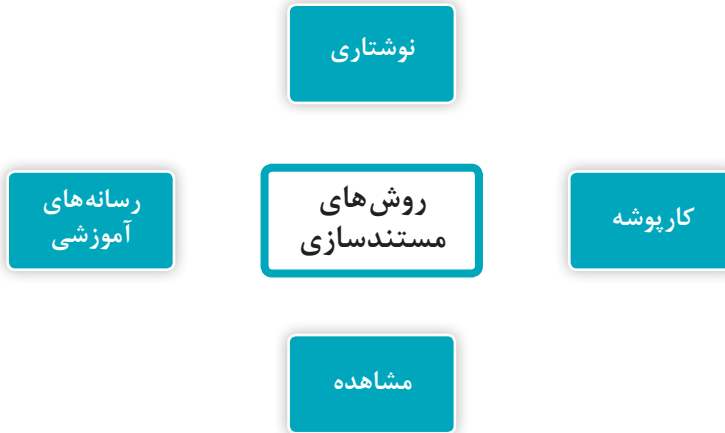 نوشتاری
کارپوشه
روش‌های
مستندسازی
رسانه‌های
آموزشی
مشاهده